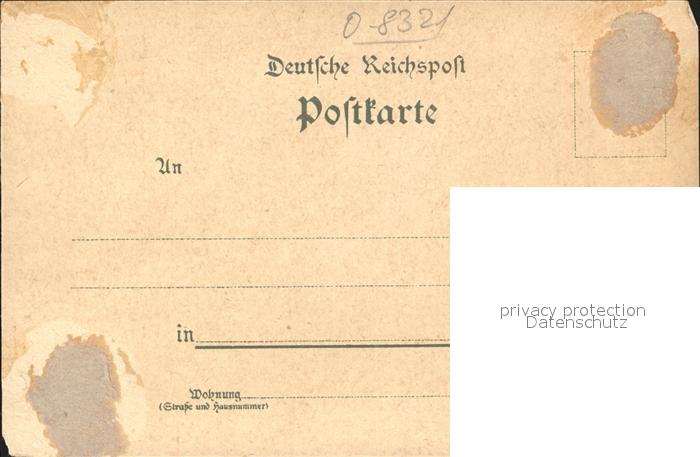 0-8321
Deutsche Reichspost
Postkarte
An
in
Wohnung
(Straße und Hausnummer)
privacy protection
Datenschutz